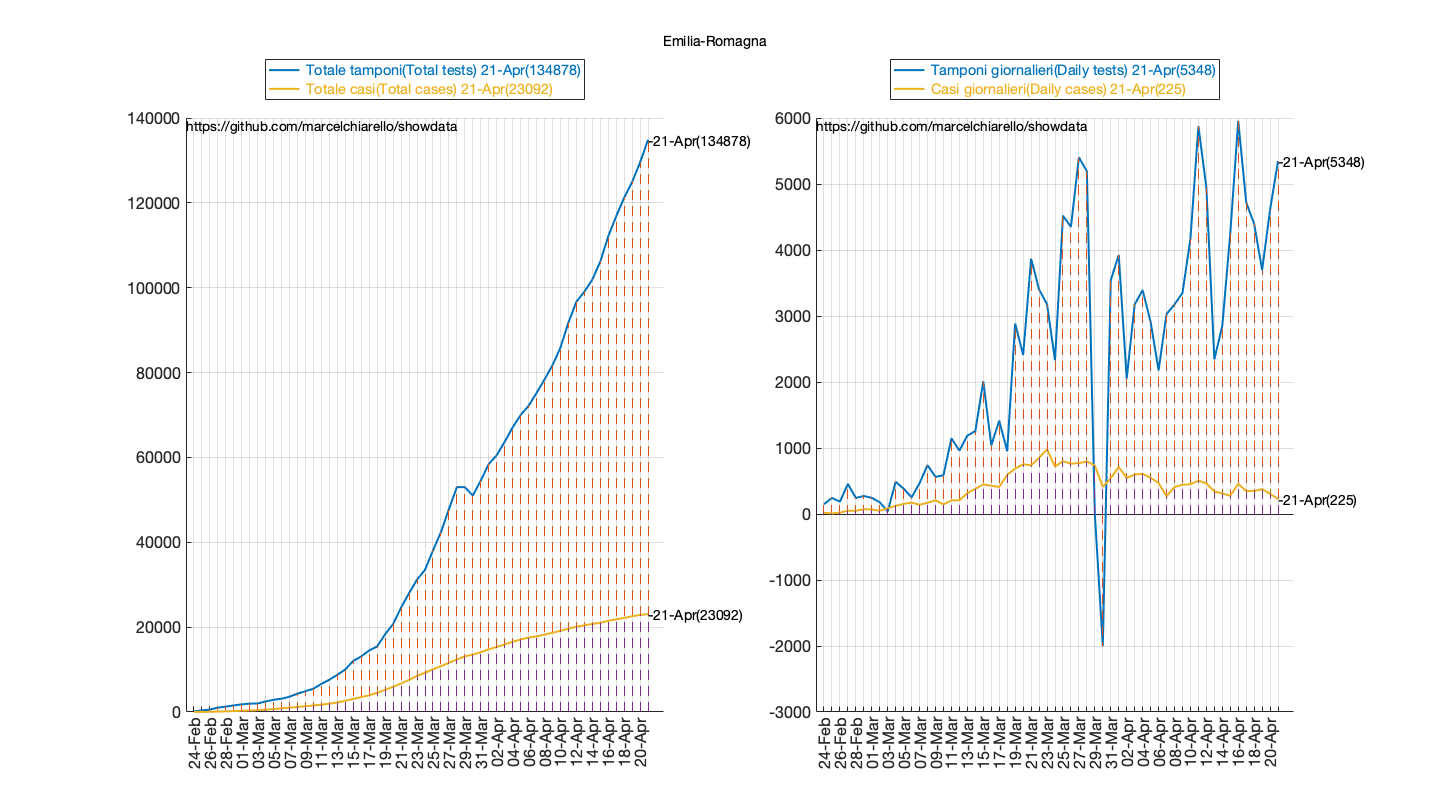 Emilia-Romagna
Totale tamponi(Total tests) 21-Apr(134878)
Totale casi(Total cases) 21-Apr(23092)
140000
120000
100000
80000
60000
40000
20000
0
https://github.com/marcelchiarello/showdata
21-Apr(134878)
21-Apr(23092)
24-Feb
26-Feb
28-Feb
01-Mar
03-Mar
05-Mar
07-Mar
09-Mar
11-Mar
13-Mar
15-Mar
17-Mar
19-Mar
21-Mar
23-Mar
25-Mar
27-Mar
29-Mar
31-Mar
02-Apr
04-Apr
06-Apr
08-Apr
10-Apr
12-Apr
14-Apr
16-Apr
18-Apr
20-Apr
Tamponi giornalieri(Daily tests) 21-Apr(5348)
Casi giornalieri(Daily cases) 21-Apr(225)
6000
5000
4000
3000
2000
1000
0
-1000
-2000
-3000
https://github.com/marcelchiarello/showdata
21-Apr(5348)
21-Apr(225)
24-Feb
26-Feb
28-Feb
01-Mar
03-Mar
05-Mar
07-Mar
09-Mar
11-Mar
13-Mar
15-Mar
17-Mar
19-Mar
21-Mar
23-Mar
25-Mar
27-Mar
29-Mar
31-Mar
02-Apr
04-Apr
06-Apr
08-Apr
10-Apr
12-Apr
14-Apr
16-Apr
18-Apr
20-Apr